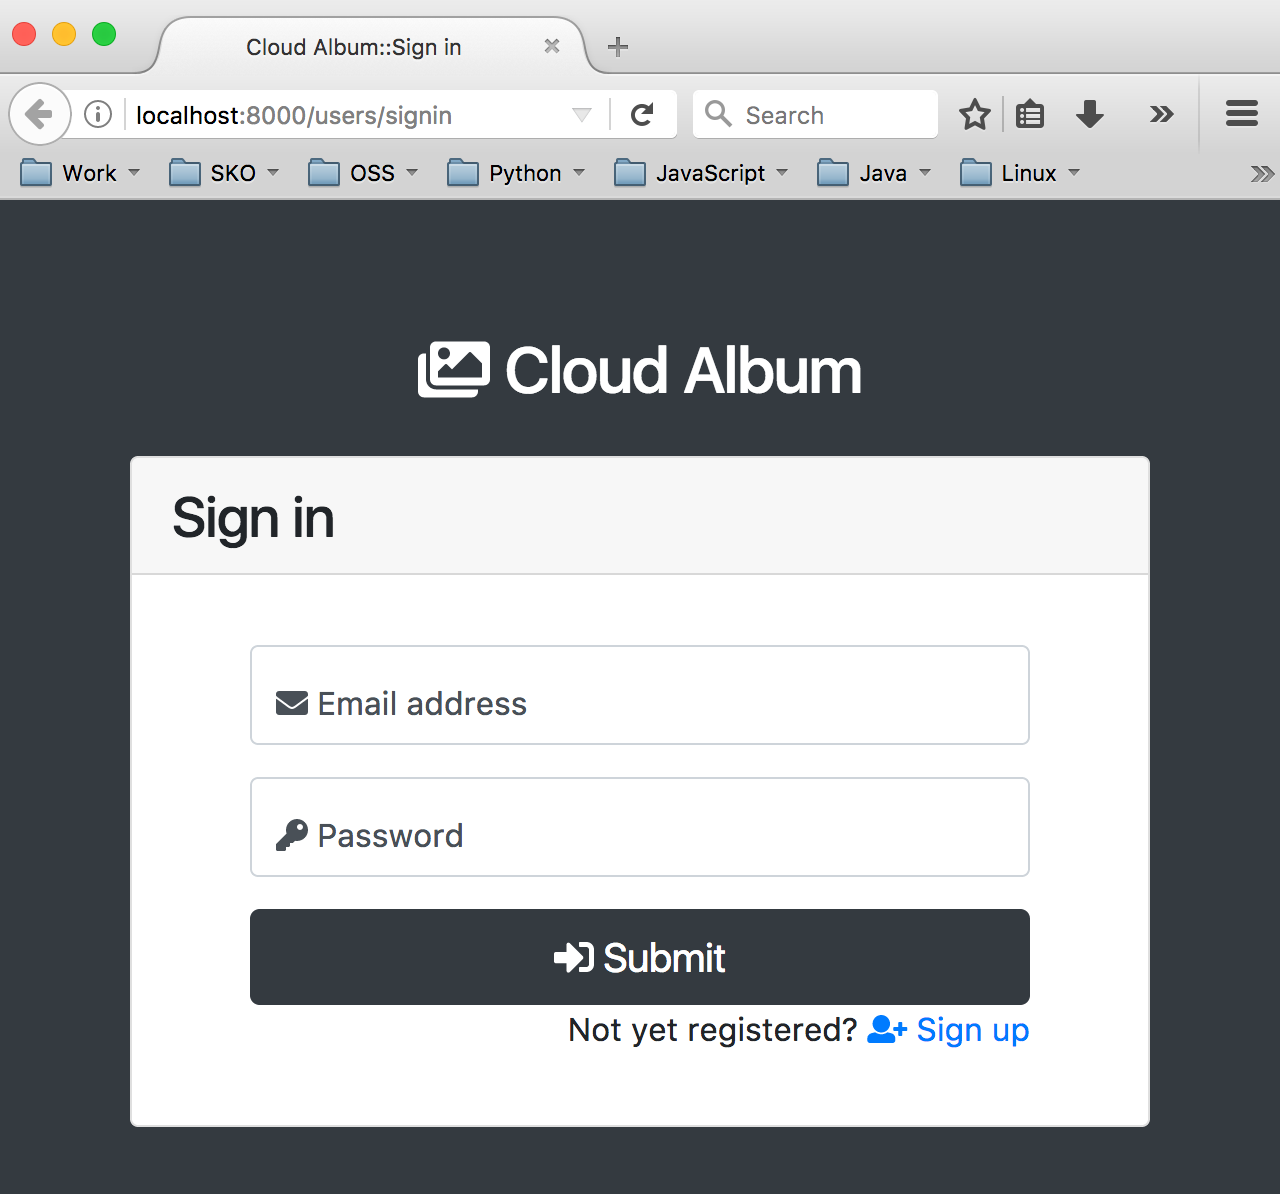 Cloud Album::Sign in
localhost:8000/users/signin Search
Work SKO OSS Python JavaScript Java Linux
Cloud Album
Sign in
Email address
Password
Submit
Not yet registered? Sign up